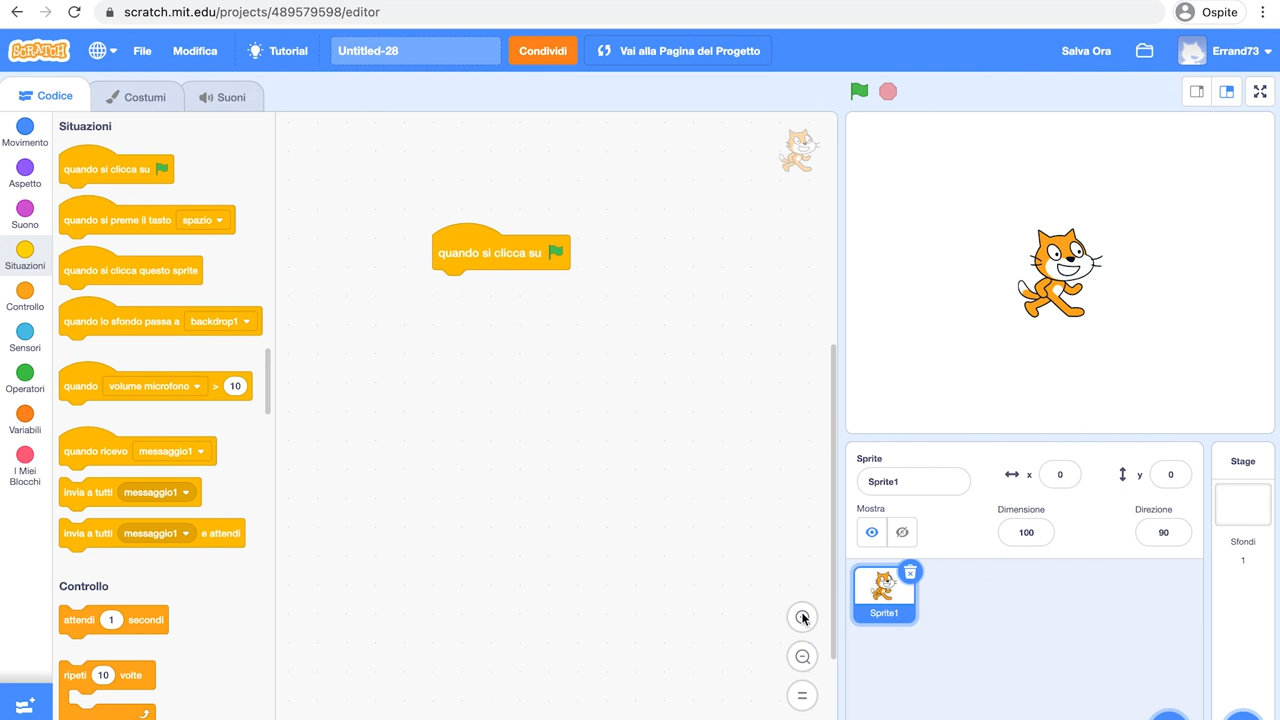 scratch.mit.edu/projects/489579598/editor
Ospite
SCRATCH
File
Modifica
Tutorial
Untitled-28
Condividi
Vai alla Pagina del Progetto
Salva Ora
Errand73
Codice
Costumi
Suoni
Movimento
Aspetto
Suono
Situazioni
Controllo
Sensori
Operatori
Variabili
I Miei
Blocchi
Situazioni
quando si clicca su
quando si preme il tasto spazio
quando si clicca questo sprite
quando lo sfondo passa a backdrop1
quando volume microfono > 10
quando ricevo messaggio1
invia a tutti messaggio1
invia a tutti messaggio1 e attendi
Controllo
attendi 1 secondi
ripeti 10 volte
quando si clicca su
Sprite
Sprite1
x 0
y 0
Mostra
Dimensione
100
Direzione
90
Sprite1
Stage
Sfondi
1